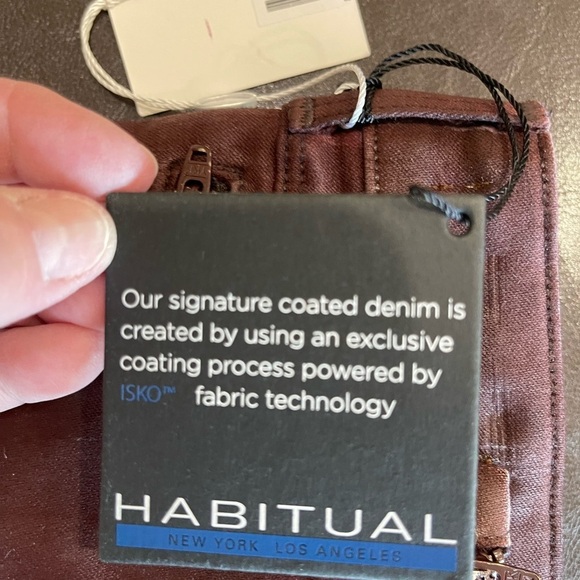 Our signature coated denim is
created by using an exclusive
coating process powered by
ISKO™ fabric technology
HABITUAL
NEW YORK LOS ANGELES